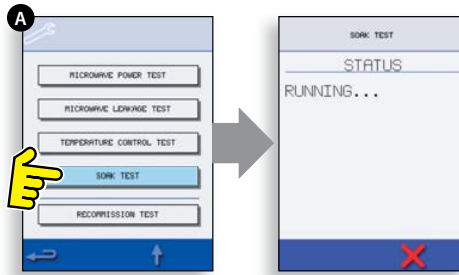 A
MICROWAVE POWER TEST
MICROWAVE LEAKAGE TEST
TEMPERATURE CONTROL TEST
SOAK TEST
RECOMMISSION TEST
SOAK TEST
STATUS
RUNNING...